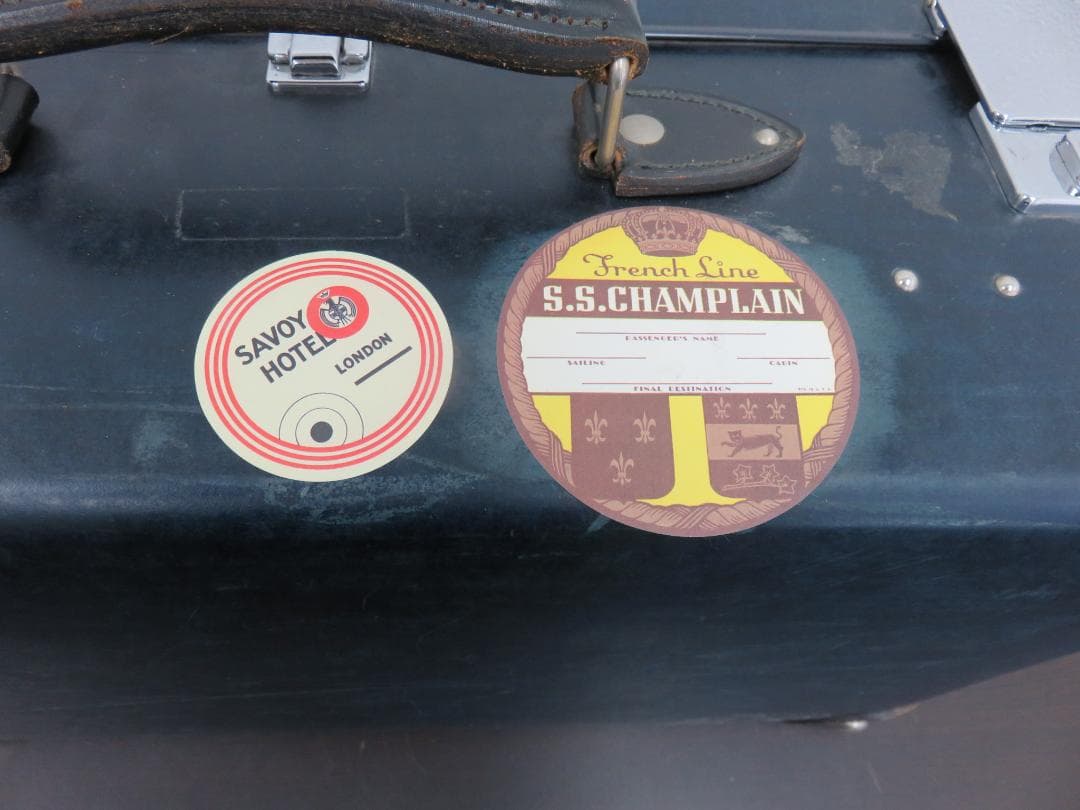 SAVOY
HOTEL
LONDON
French Line
S.S.CHAMPLAIN
PASSENGER'S NAME
SAILING
CABIN
FINAL DESTINATION